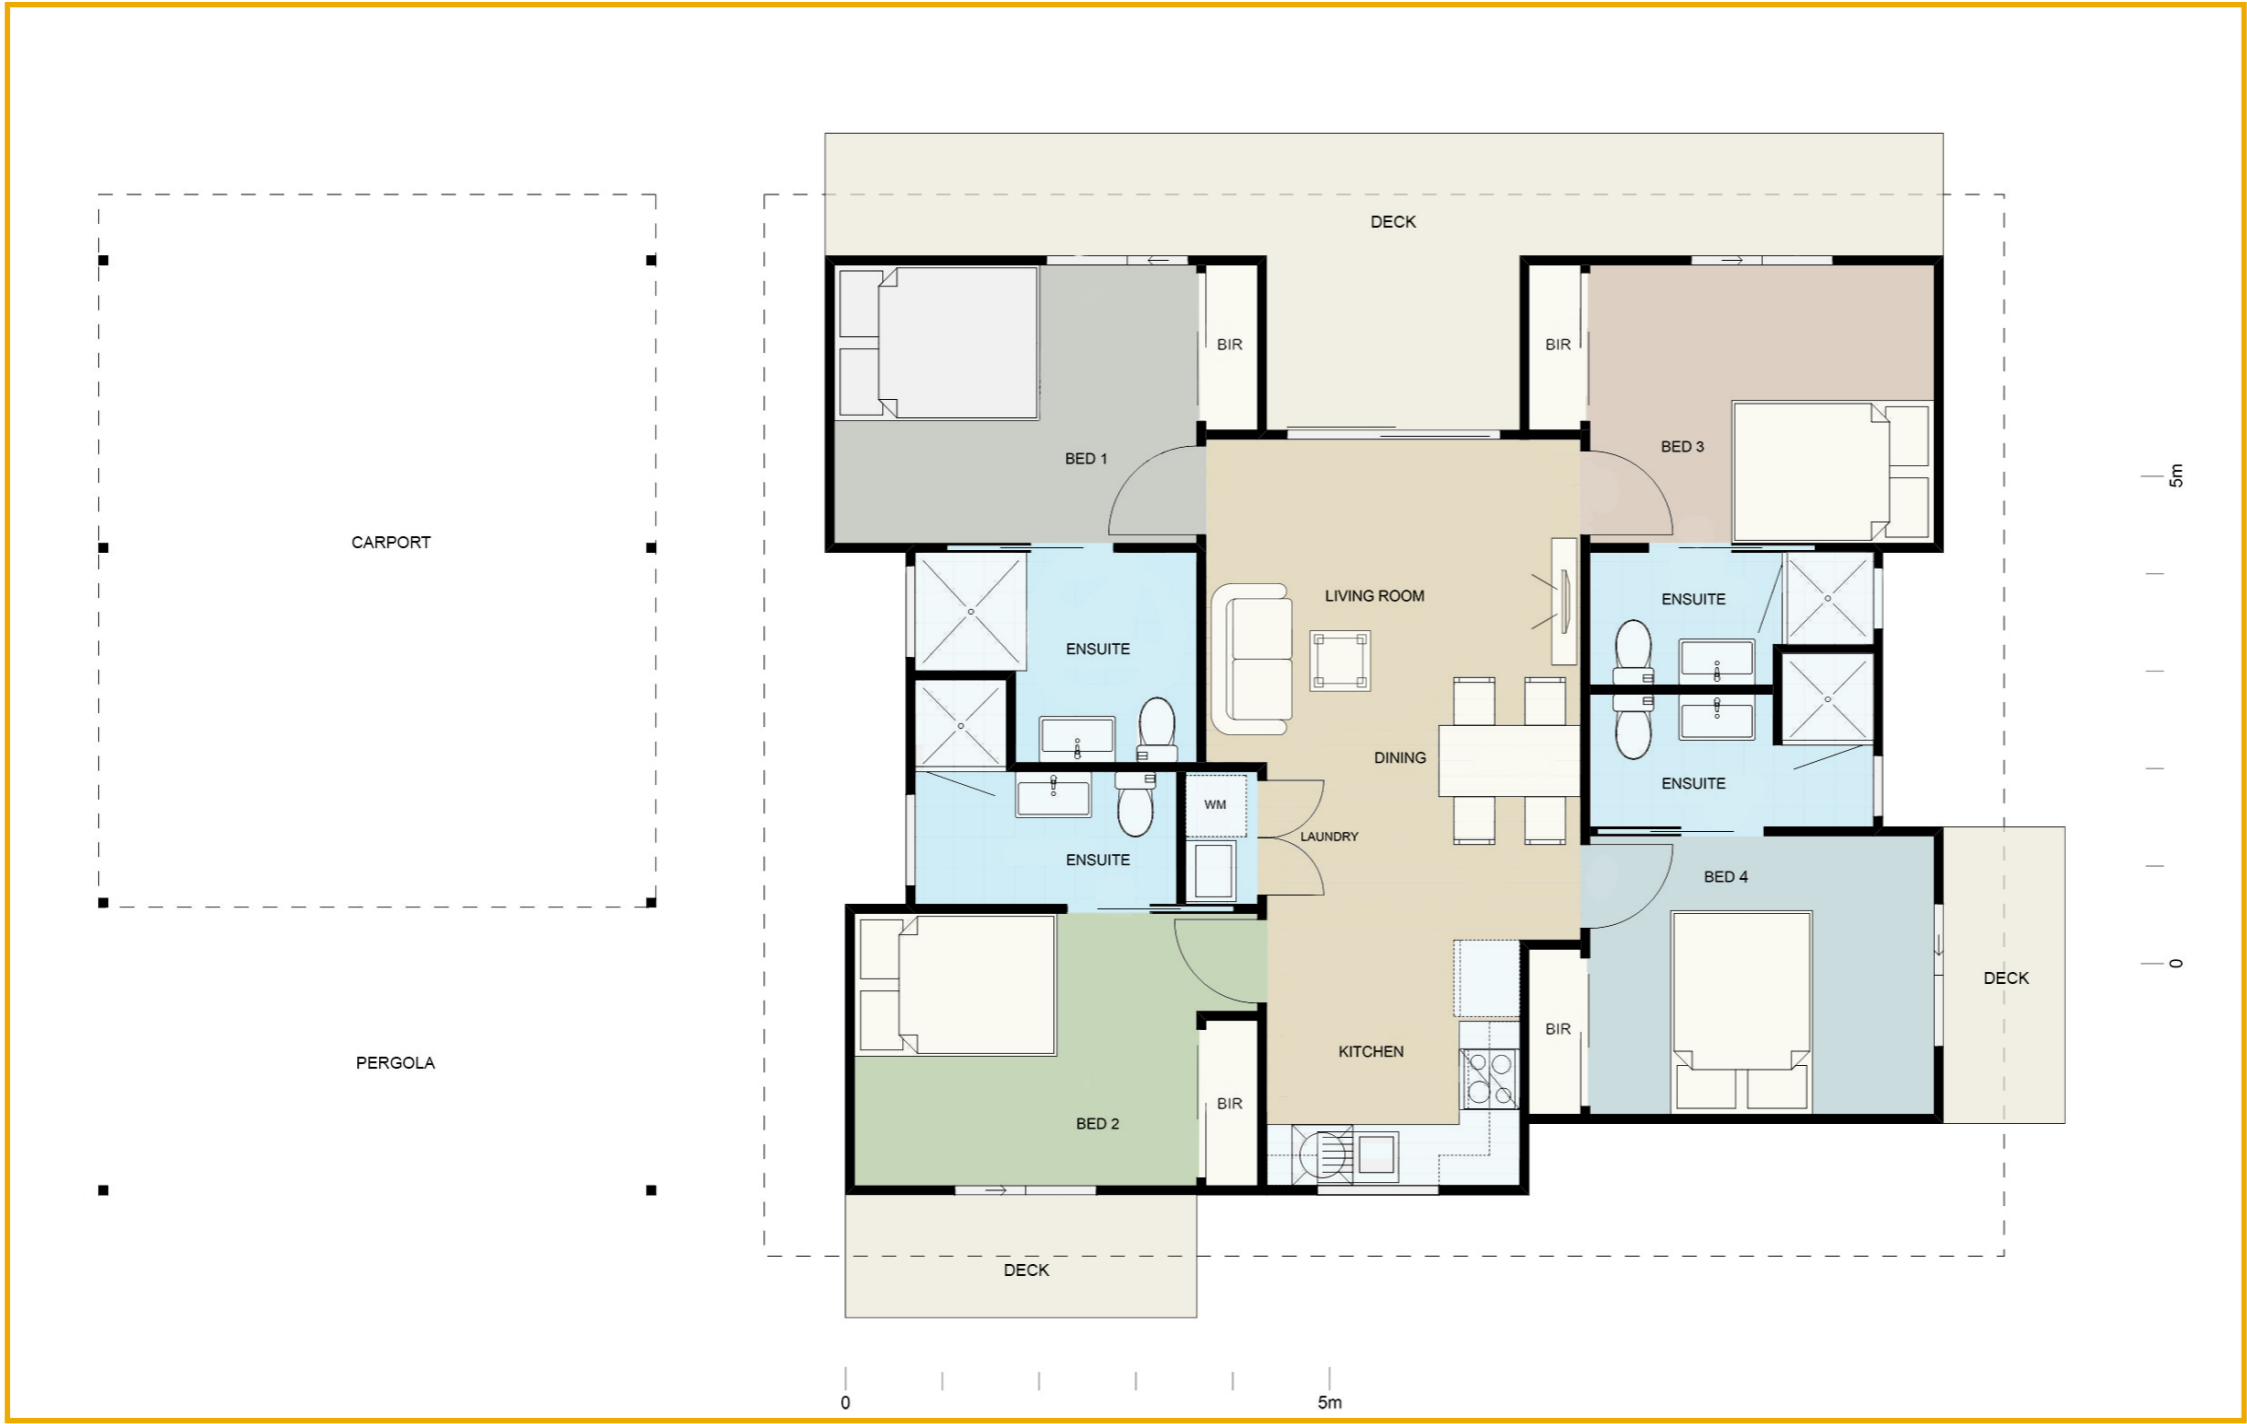 DECK
BIR
BIR
BED 1
BED 3
5m
CARPORT
LIVING ROOM
ENSUITE
ENSUITE
DINING
ENSUITE
WM
LAUNDRY
ENSUITE
BED 4
DECK
0
BIR
KITCHEN
PERGOLA
BIR
BED 2
DECK
0
5m